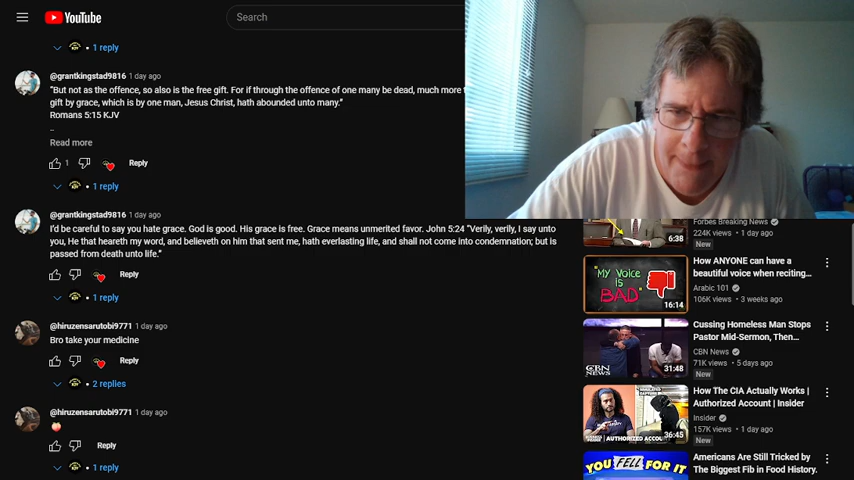 YouTube
Search
1 reply
@grantkingstad9816 1 day ago
"But not as the offence, so also is the free gift. For if through the offence of one many be dead, much more
gift by grace, which is by one man, Jesus Christ, hath abounded unto many."
Romans 5:15 KJV
..
Read more
1 Reply
1 reply
@grantkingstad9816 1 day ago
I'd be careful to say you hate grace. God is good. His grace is free. Grace means unmerited favor. John 5:24 "Verily, verily, I say unto
you, He that heareth my word, and believeth on him that sent me, hath everlasting life, and shall not come into condemnation; but is
passed from death unto life."
Reply
1 reply
@hiruzensarutobi9771 1 day ago
Bro take your medicine
Reply
2 replies
@hiruzensarutobi9771 1 day ago
Reply
1 reply
6:38
Forbes Breaking News
224K views • 1 day ago
New
"MY VOICE
IS
BAD"
16:14
How ANYONE can have a
beautiful voice when reciting...
Arabic 101
106K views • 3 weeks ago
CBN
NEWS
31:48
Cussing Homeless Man Stops
Pastor Mid-Sermon, Then...
CBN News
71K views • 5 days ago
New
AUTHORIZED ACCOU
36:45
How The CIA Actually Works |
Authorized Account | Insider
Insider
157K views • 1 day ago
New
YOU FELL FOR IT
Americans Are Still Tricked by
The Biggest Fib in Food History.